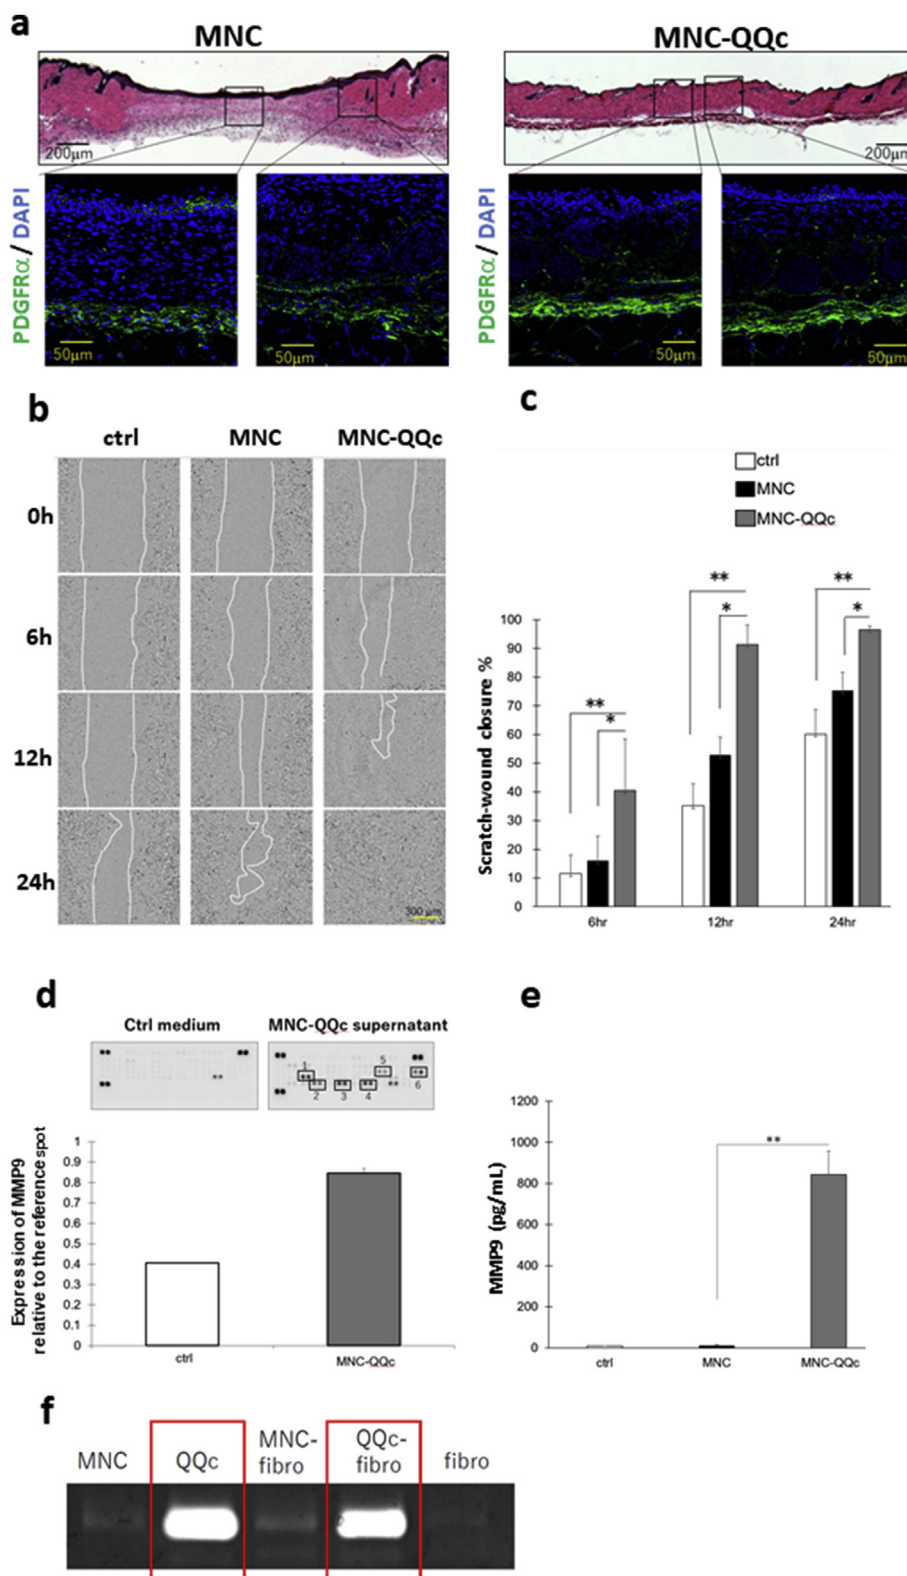 a
MNC
MNC-QQc
200µm
200µm
PDGFRα/ DAPI
PDGFRα/ DAPI
50µm
50µm
50µm
50µm
b
ctrl
MNC
MNC-QQc
0h
6h
12h
24h
300 µm
c
ctrl
MNC
MNC-QQc
Scratch-wound closure %
100
90
80
70
60
50
40
30
20
10
0
**
*
**
*
**
*
6hr
12hr
24hr
d
Ctrl medium
MNC-QQc supernatant
1
5
2
3
4
6
Expression of MMP9
relative to the reference spot
1
0.9
0.8
0.7
0.6
0.5
0.4
0.3
0.2
0.1
0
ctrl
MNC-QQc
e
MMP9 (pg/mL)
1200
1000
800
600
400
200
0
**
ctrl
MNC
MNC-QQc
f
MNC
QQc
MNC-
fibro
QQc-
fibro
fibro